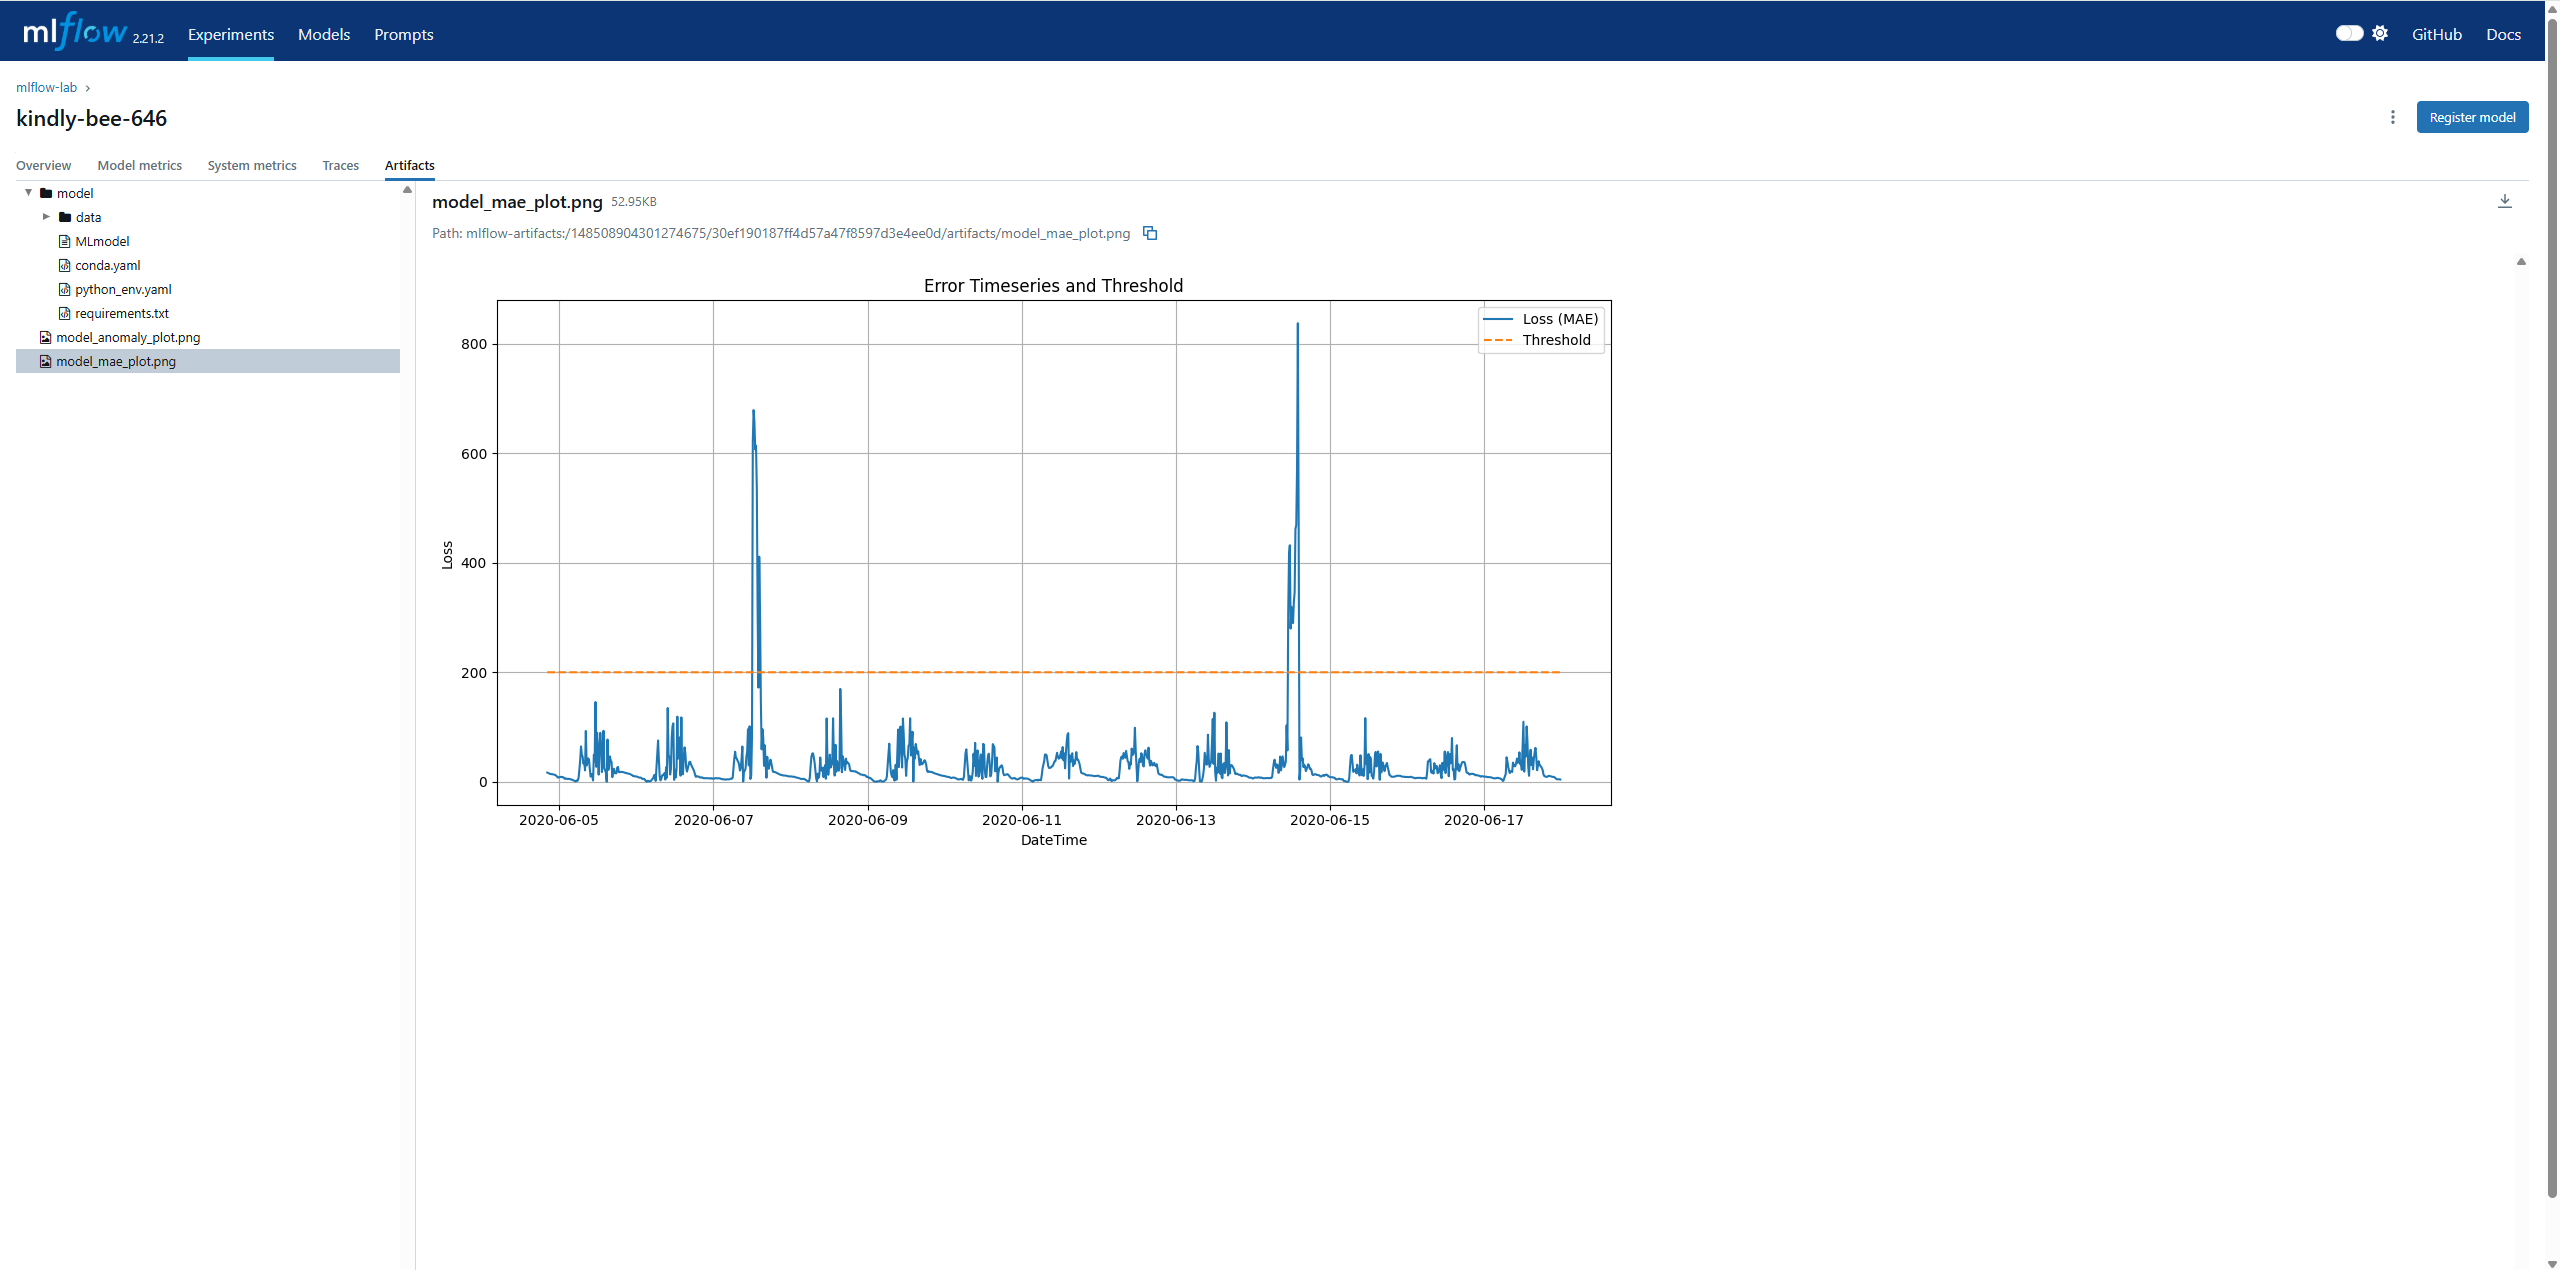 mlflow 2.21.2 Experiments Models Prompts GitHub Docs
mlflow-lab
kindly-bee-646
Register model
Overview Model metrics System metrics Traces Artifacts
model
data
MLmodel
conda.yaml
python_env.yaml
requirements.txt
model_anomaly_plot.png
model_mae_plot.png
model_mae_plot.png 52.95KB
Path: mlflow-artifacts:/148508904301274675/30ef190187ff4d57a47f8597d3e4ee0d/artifacts/model_mae_plot.png
Error Timeseries and Threshold
Loss (MAE)
Threshold
800
600
400
200
0
Loss
2020-06-05 2020-06-07 2020-06-09 2020-06-11 2020-06-13 2020-06-15 2020-06-17
DateTime